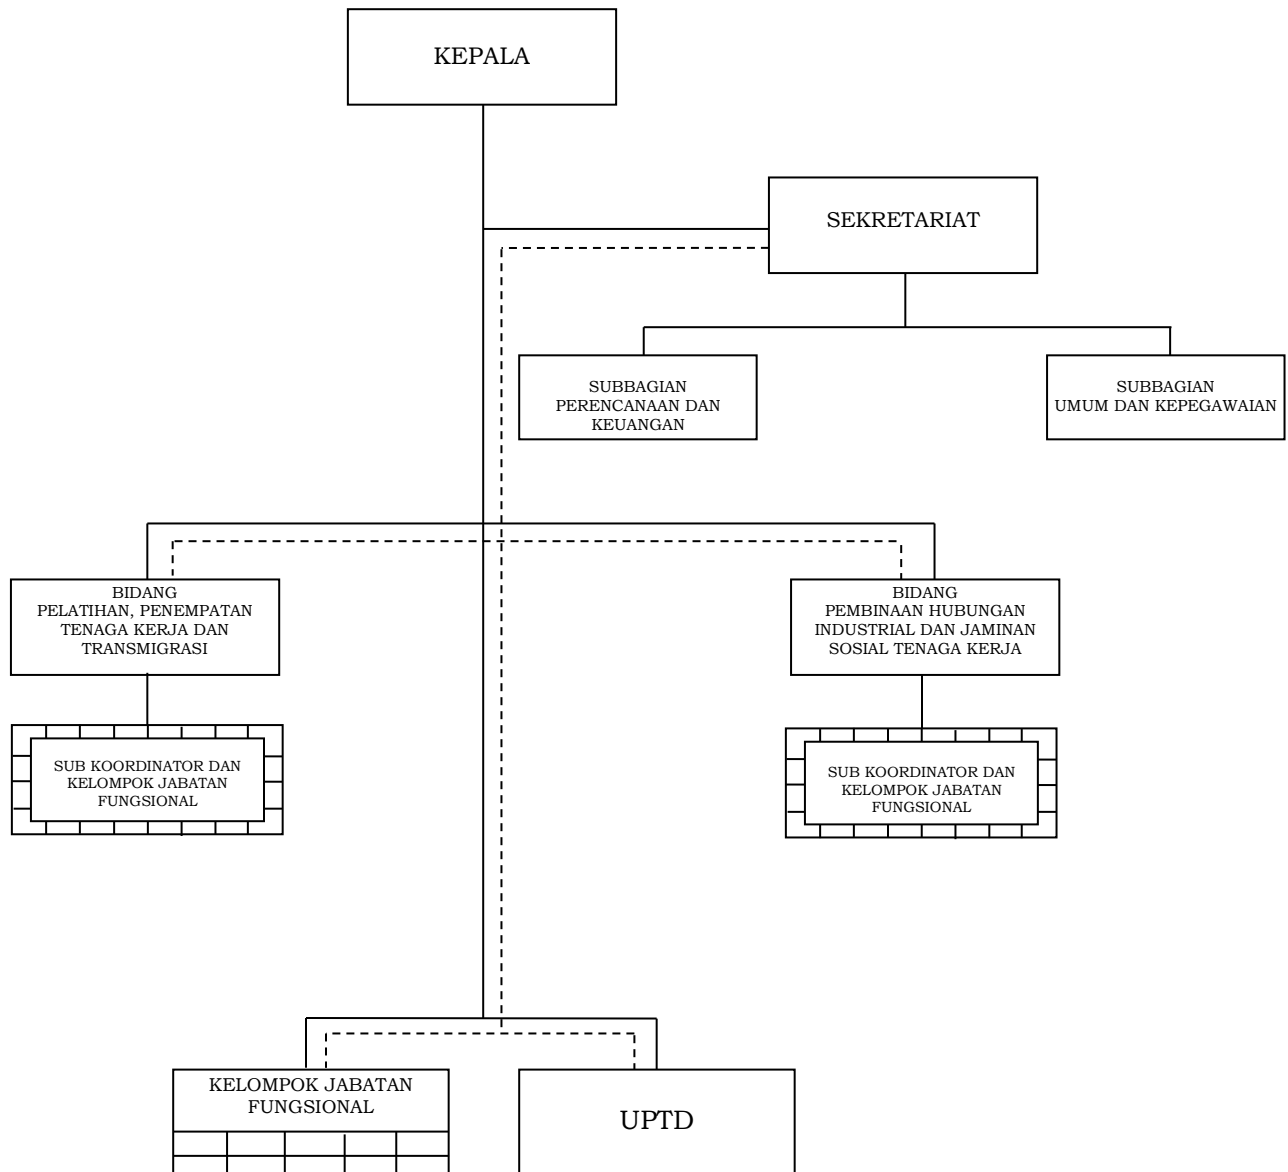 KEPALA
SEKRETARIAT
SUBBAGIAN
PERENCANAAN DAN
KEUANGAN
SUBBAGIAN
UMUM DAN KEPEGAWAIAN
BIDANG
PELATIHAN, PENEMPATAN
TENAGA KERJA DAN
TRANSMIGRASI
BIDANG
PEMBINAAN HUBUNGAN
INDUSTRIAL DAN JAMINAN
SOSIAL TENAGA KERJA
SUB KOORDINATOR DAN
KELOMPOK JABATAN
FUNGSIONAL
SUB KOORDINATOR DAN
KELOMPOK JABATAN
FUNGSIONAL
KELOMPOK JABATAN
FUNGSIONAL
UPTD